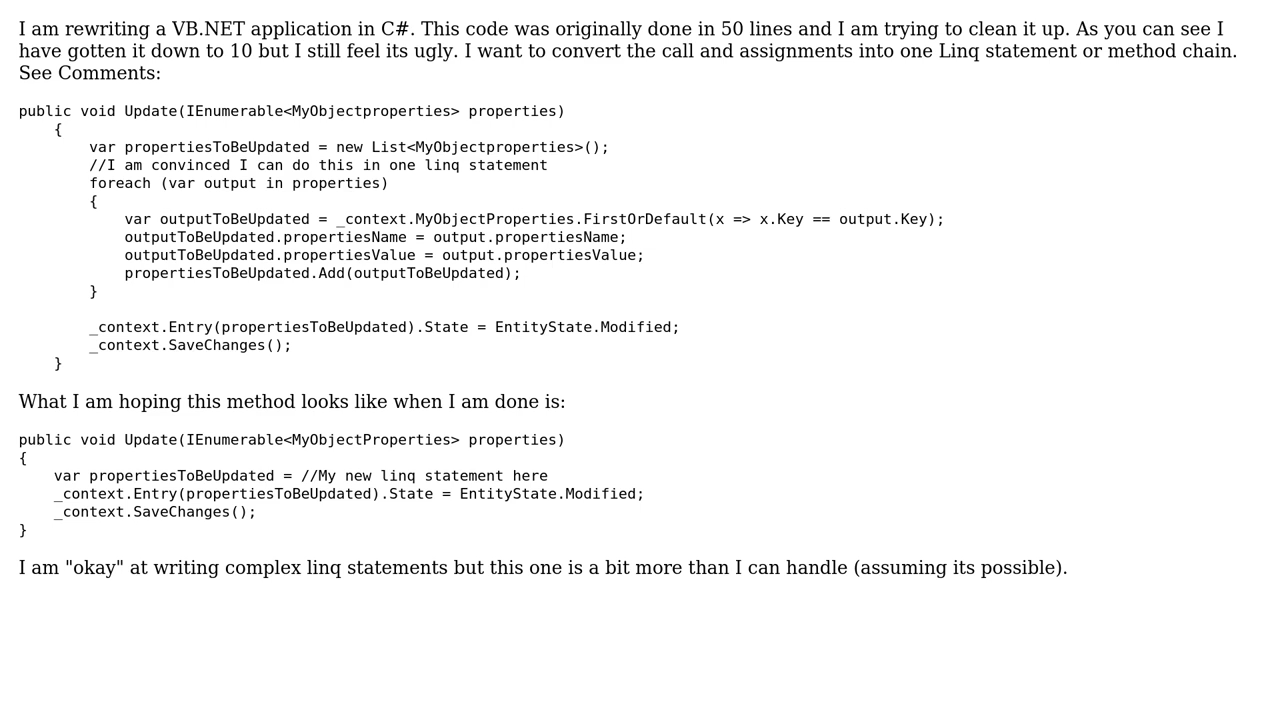 I am rewriting a VB.NET application in C#. This code was originally done in 50 lines and I am trying to clean it up. As you can see I
have gotten it down to 10 but I still feel its ugly. I want to convert the call and assignments into one Linq statement or method chain.
See Comments:
public void Update(IEnumerable<MyObjectproperties> properties)
    {
        var propertiesToBeUpdated = new List<MyObjectproperties>();
        //I am convinced I can do this in one linq statement
        foreach (var output in properties)
        {
            var outputToBeUpdated = _context.MyObjectProperties.FirstOrDefault(x => x.Key == output.Key);
            outputToBeUpdated.propertiesName = output.propertiesName;
            outputToBeUpdated.propertiesValue = output.propertiesValue;
            propertiesToBeUpdated.Add(outputToBeUpdated);
        }
        _context.Entry(propertiesToBeUpdated).State = EntityState.Modified;
        _context.SaveChanges();
    }
What I am hoping this method looks like when I am done is:
public void Update(IEnumerable<MyObjectProperties> properties)
{
    var propertiesToBeUpdated = //My new linq statement here
    _context.Entry(propertiesToBeUpdated).State = EntityState.Modified;
    _context.SaveChanges();
}
I am "okay" at writing complex linq statements but this one is a bit more than I can handle (assuming its possible).